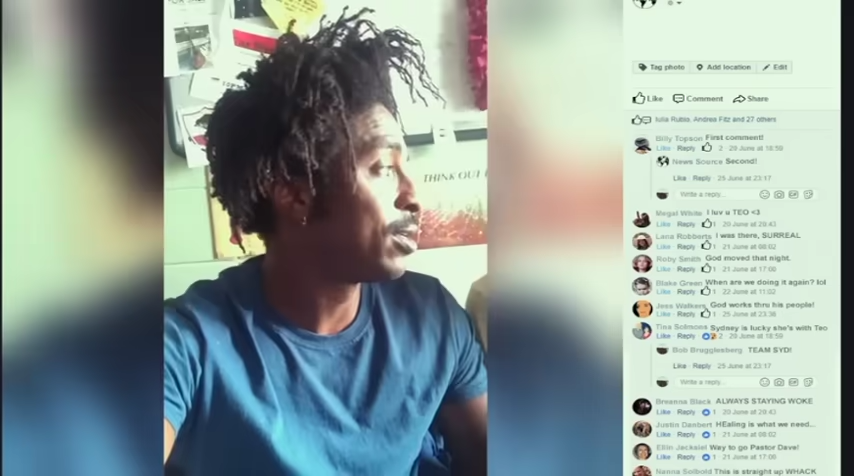 THINK OUT
Tag photo Add location Edit
Like Comment Share
Iulia Rubio, Andrea Fitz and 27 others
Billy Topson First comment!
Like · Reply · 2 · 20 June at 18:59
News Source Second!
Like · Reply · 25 June at 23:17
Write a reply...
Megal White I luv u TEO <3
Like · Reply · 1 · 20 June at 20:43
Lana Robberts I was there, SURREAL
Like · Reply · 1 · 21 June at 08:02
Roby Smith God moved that night.
Like · Reply · 1 · 21 June at 17:00
Blake Green When are we doing it again? lol
Like · Reply · 1 · 22 June at 11:02
Jess Walkers God works thru his people!
Like · Reply · 1 · 25 June at 23:36
Tina Solmons Sydney is lucky she's with Teo
Like · Reply · 2 · 20 June at 18:59
Bob Brugglesberg TEAM SYD!
Like · Reply · 25 June at 23:17
Write a reply...
Breanna Black ALWAYS STAYING WOKE
Like · Reply · 1 · 20 June at 20:43
Justin Danbert HEaling is what we need...
Like · Reply · 1 · 21 June at 08:02
Ellin Jackalel Way to go Pastor Dave!
Like · Reply · 1 · 21 June at 17:00
Nanna Solbold This is straight up WHACK